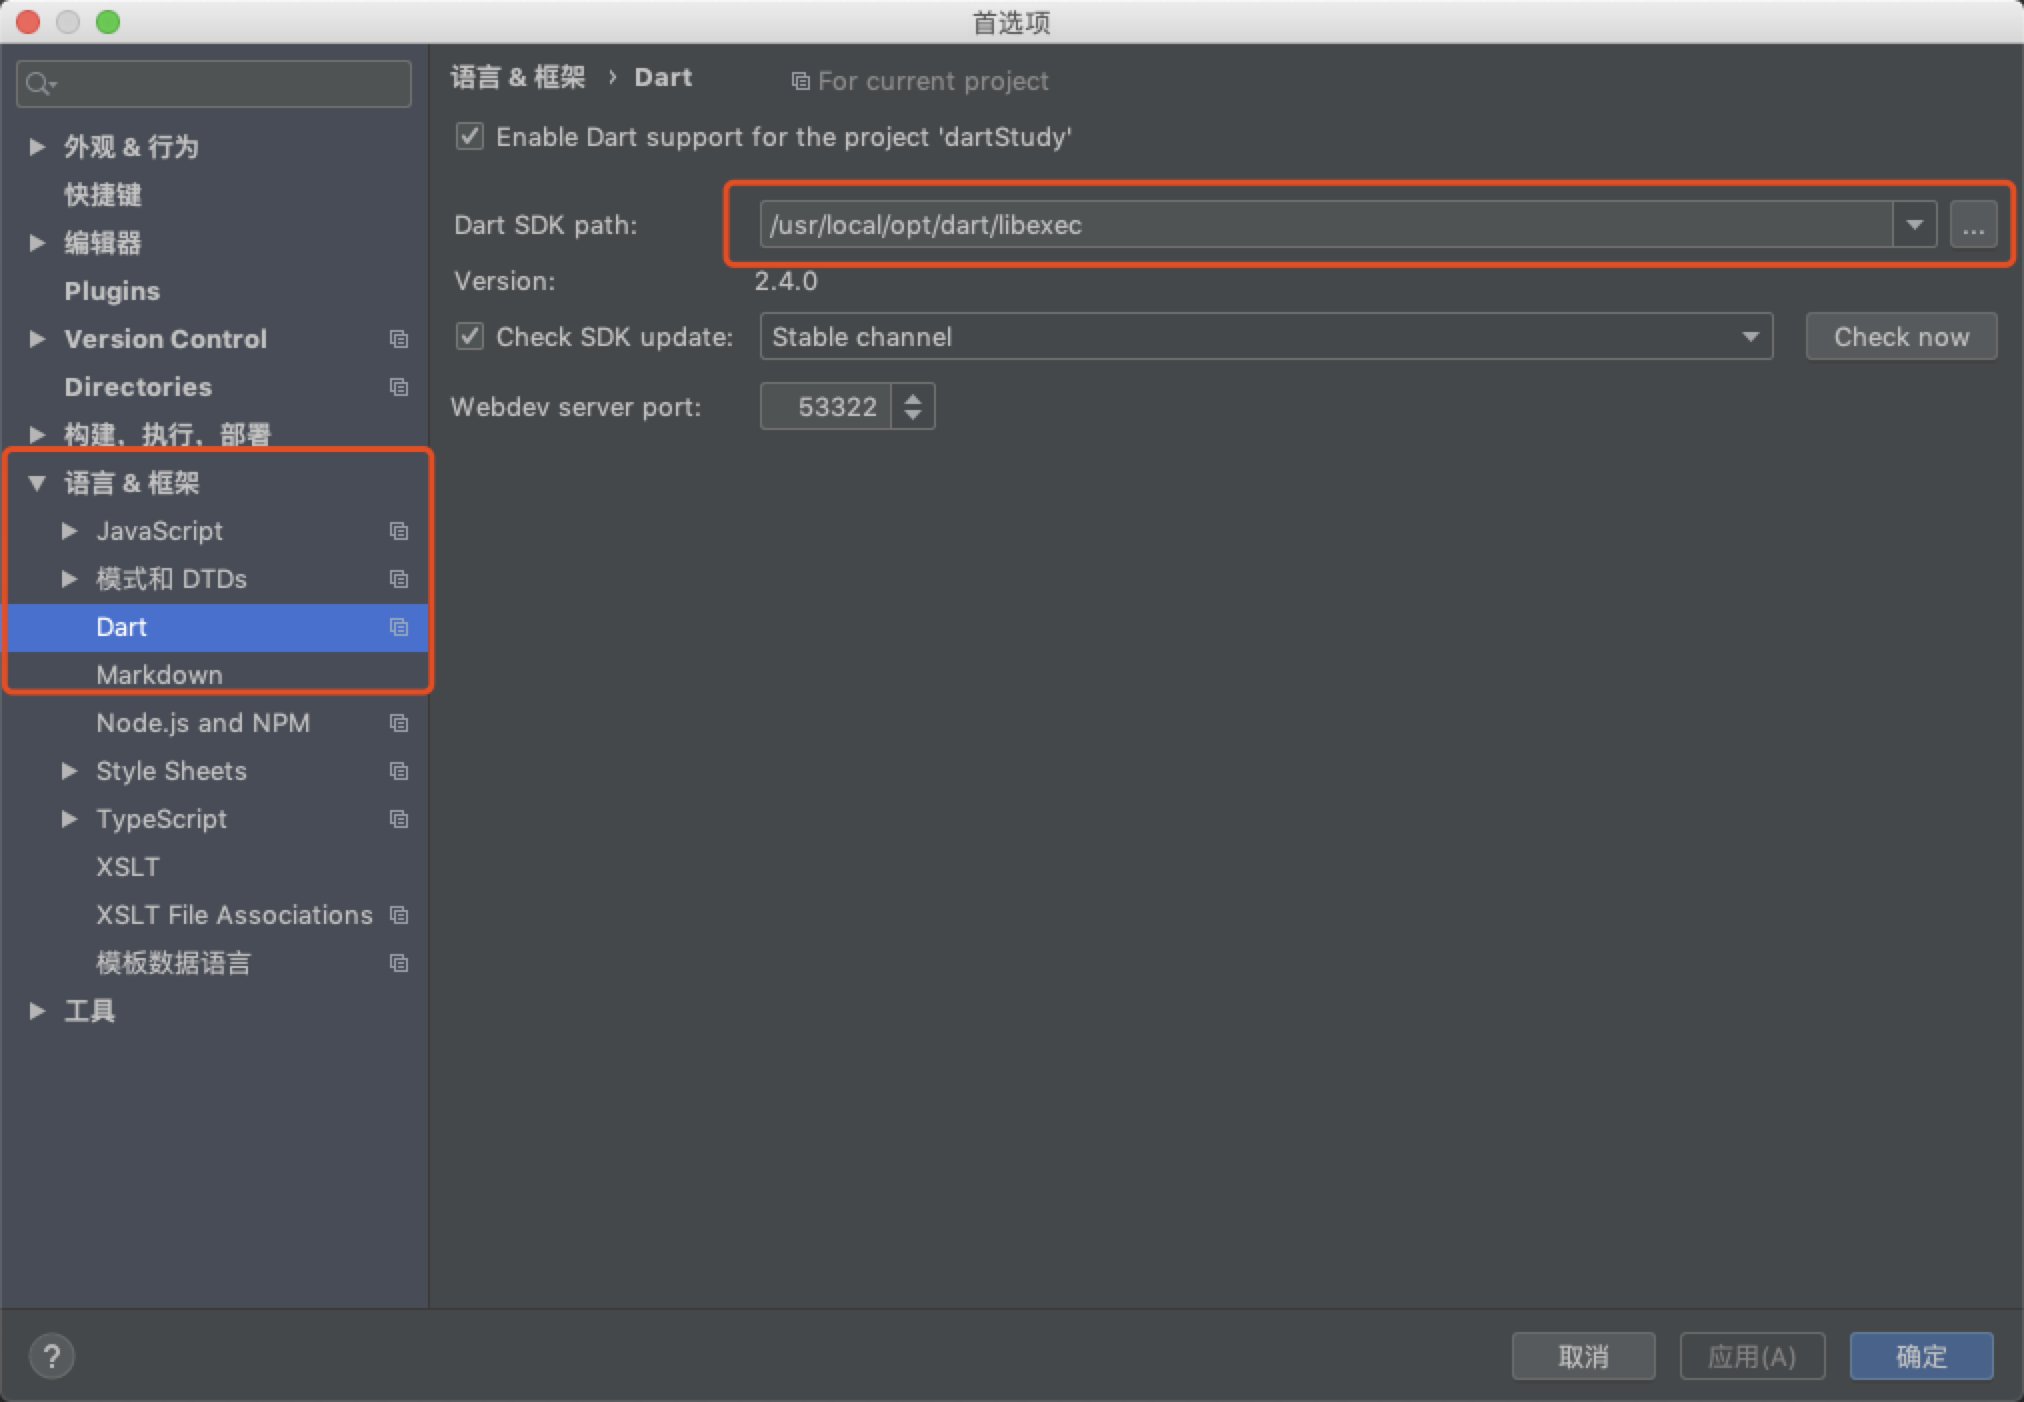 首选项
外观 & 行为
快捷键
编辑器
Plugins
Version Control
Directories
构建，执行，部署
语言 & 框架
JavaScript
模式和 DTDs
Dart
Markdown
Node.js and NPM
Style Sheets
TypeScript
XSLT
XSLT File Associations
模板数据语言
工具
语言 & 框架 › Dart For current project
Enable Dart support for the project 'dartStudy'
Dart SDK path: /usr/local/opt/dart/libexec ...
Version: 2.4.0
Check SDK update: Stable channel Check now
Webdev server port: 53322
? 取消 应用(A) 确定